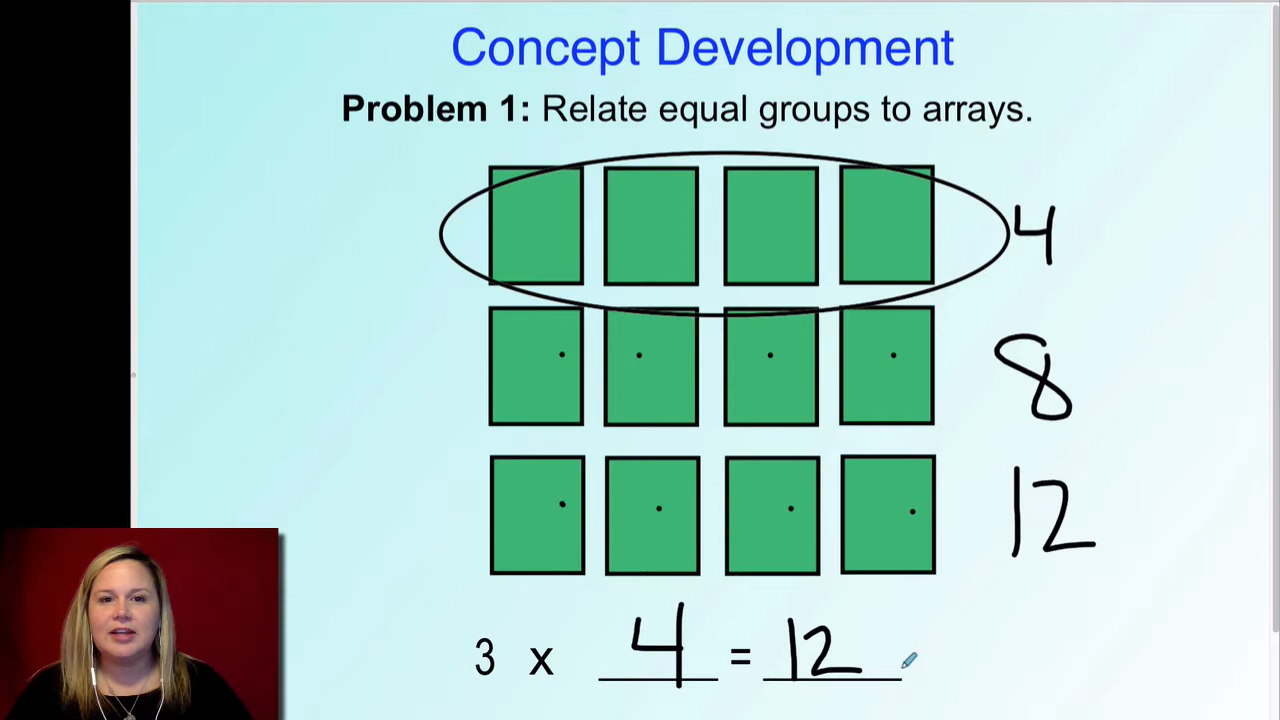 Concept Development
Problem 1: Relate equal groups to arrays.
4
8
12
3 x 4 = 12